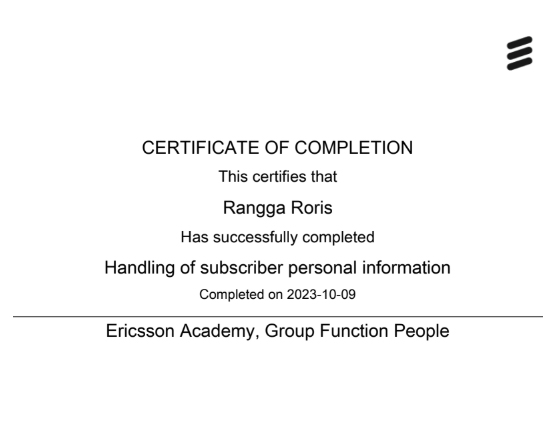 CERTIFICATE OF COMPLETION
This certifies that
Rangga Roris
Has successfully completed
Handling of subscriber personal information
Completed on 2023-10-09
Ericsson Academy, Group Function People